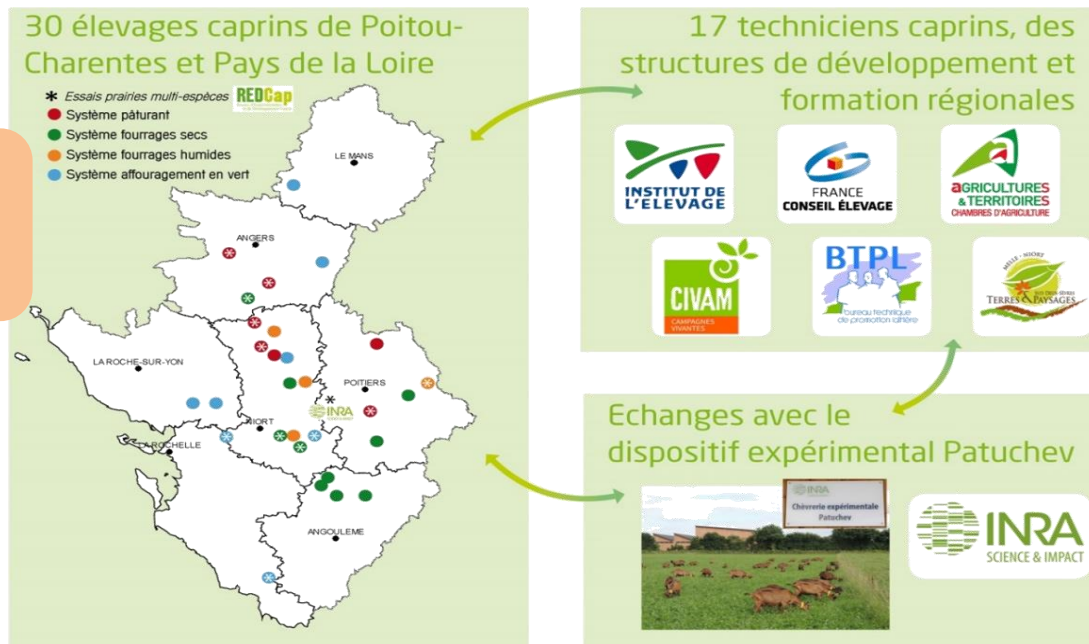 30 élevages caprins de Poitou-
Charentes et Pays de la Loire
* Essais prairies multi-espèces REDCap
Système pâturant
Système fourrages secs
Système fourrages humides
Système affouragement en vert
LE MANS
ANGERS
LA ROCHE-SUR-YON
POITIERS
INRA
NIORT
LA ROCHELLE
ANGOULEME
17 techniciens caprins, des
structures de développement et
formation régionales
INSTITUT DE
L'ELEVAGE
FRANCE
CONSEIL ÉLEVAGE
aGRICULTURES
& TERRITOIRES
CHAMBRES D'AGRICULTURE
CIVAM
CAMPAGNES
VIVANTES
BTPL
bureau technique
de promotion laitière
MELLE - NIORT
TERRES & PAYSAGES
Echanges avec le
dispositif expérimental Patuchev
INRA
Chèvrerie expérimentale
Patuchev
INRA
SCIENCE & IMPACT